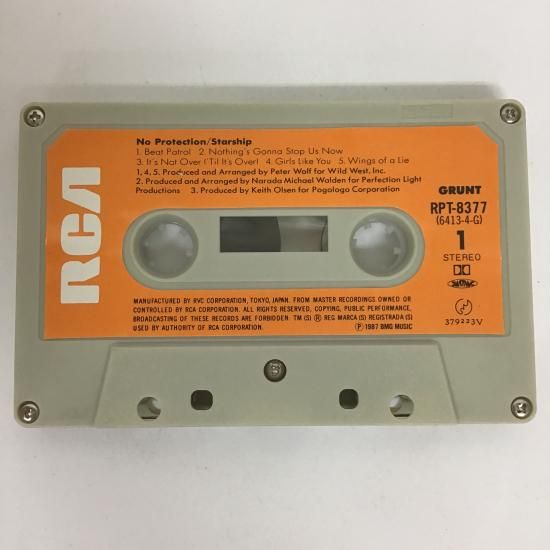 RCA
No Protection/Starship
1. Beat Patrol 2. Nothing's Gonna Stop Us Now
3. It's Not Over ('Til It's Over) 4. Girls Like You 5. Wings of a Lie
1,4,5. Produced and Arranged by Peter Wolf for Wild West, Inc.
2. Produced and Arranged by Narada Michael Walden for Perfection Light
Productions 3. Produced by Keith Olsen for Pogologo Corporation
GRUNT
RPT-8377
(6413-4-G)
1
STEREO
379223V
MANUFACTURED BY RVC CORPORATION, TOKYO, JAPAN. FROM MASTER RECORDINGS OWNED OR
CONTROLLED BY RCA CORPORATION. ALL RIGHTS RESERVED, COPYING, PUBLIC PERFORMANCE,
BROADCASTING OF THESE RECORDS ARE FORBIDDEN. TM (S) ® REG MARCA (S) REGISTRADA (S)
USED BY AUTHORITY OF RCA CORPORATION. ℗ 1987 BMG MUSIC